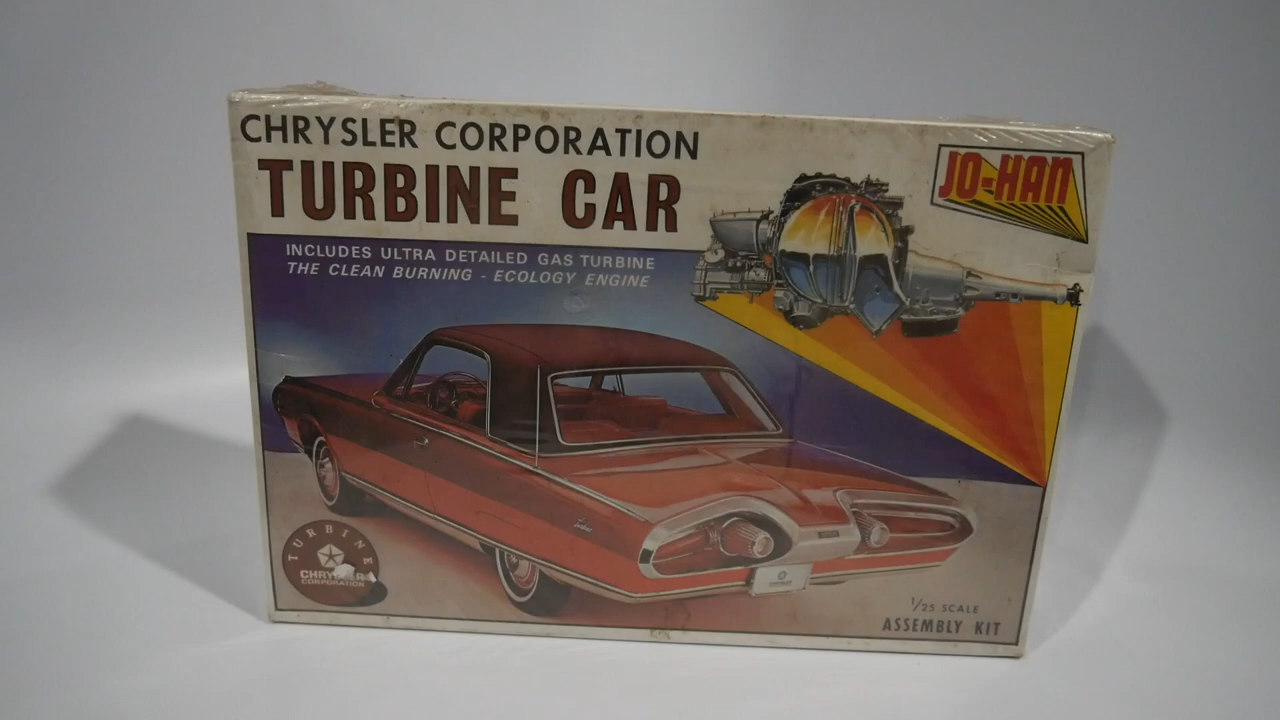 CHRYSLER CORPORATION
TURBINE CAR
JO-HAN
INCLUDES ULTRA DETAILED GAS TURBINE
THE CLEAN BURNING - ECOLOGY ENGINE
TURBINE
CHRYSLER
CORPORATION
1/25 SCALE
ASSEMBLY KIT